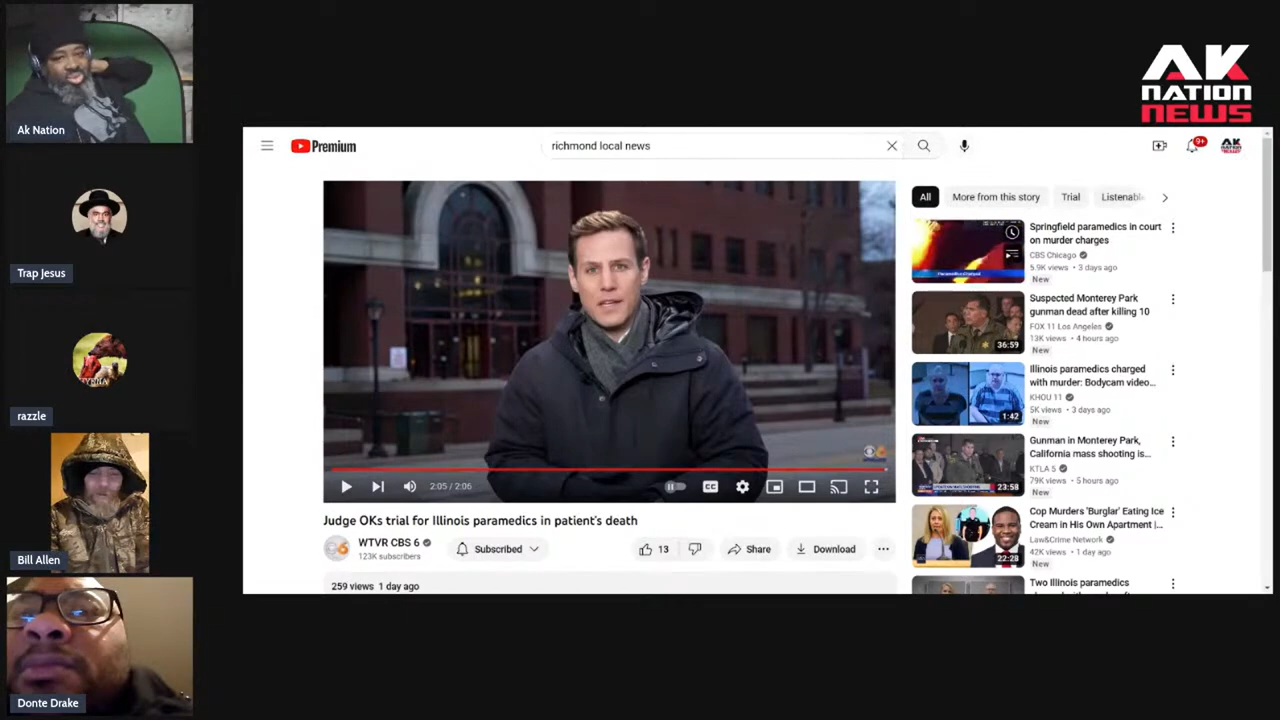 Ak Nation
Trap Jesus
razzle
Bill Allen
Donte Drake
AK
NATION
NEWS
Premium
richmond local news
9+
2:05 / 2:06
CC
Judge OKs trial for Illinois paramedics in patient's death
WTVR CBS 6
123K subscribers
Subscribed
13
Share
Download
259 views 1 day ago
All
More from this story
Trial
Listenable
Springfield paramedics in court
on murder charges
CBS Chicago
5.9K views • 3 days ago
New
36:59
Suspected Monterey Park
gunman dead after killing 10
FOX 11 Los Angeles
13K views • 4 hours ago
New
1:42
Illinois paramedics charged
with murder: Bodycam video...
KHOU 11
5K views • 3 days ago
New
23:58
Gunman in Monterey Park,
California mass shooting is...
KTLA 5
79K views • 5 hours ago
New
22:28
Cop Murders 'Burglar' Eating Ice
Cream in His Own Apartment |...
Law&Crime Network
42K views • 1 day ago
New
Two Illinois paramedics